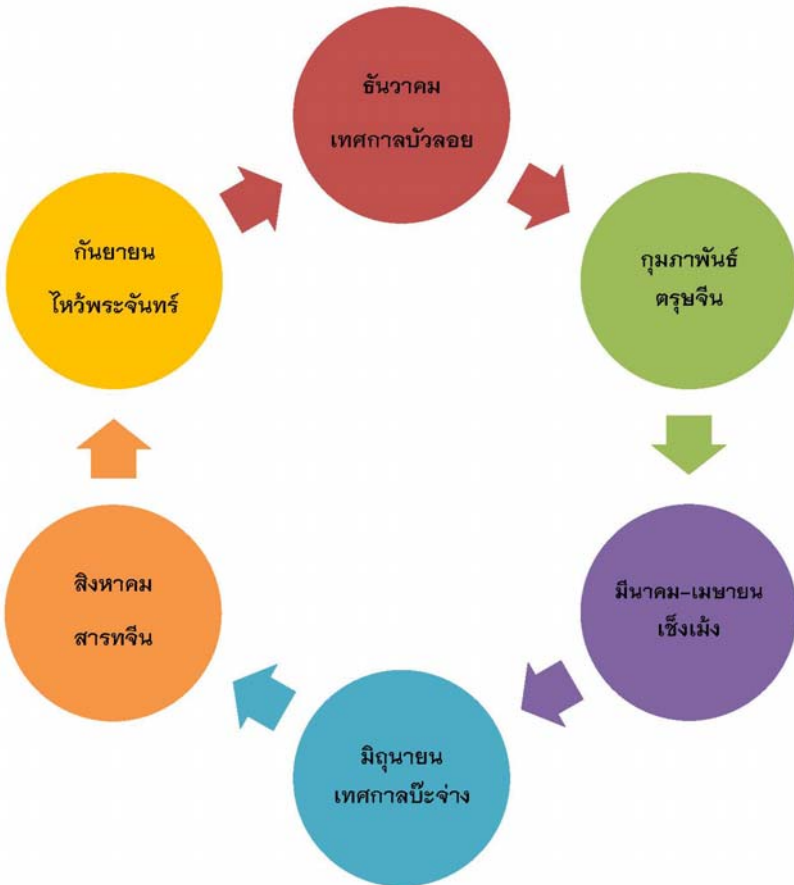 ธันวาคม
เทศกาลบัวลอย
กุมภาพันธ์
ตรุษจีน
มีนาคม-เมษายน
เช็งเม้ง
มิถุนายน
เทศกาลบ๊ะจ่าง
สิงหาคม
สารทจีน
กันยายน
ไหว้พระจันทร์